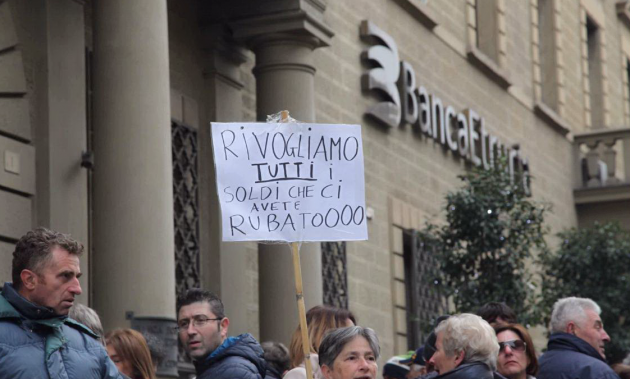 BancaEtruria
RIVOGLIAMO
TUTTI i
SOLDI CHE CI
AVETE
RUBATOOOO